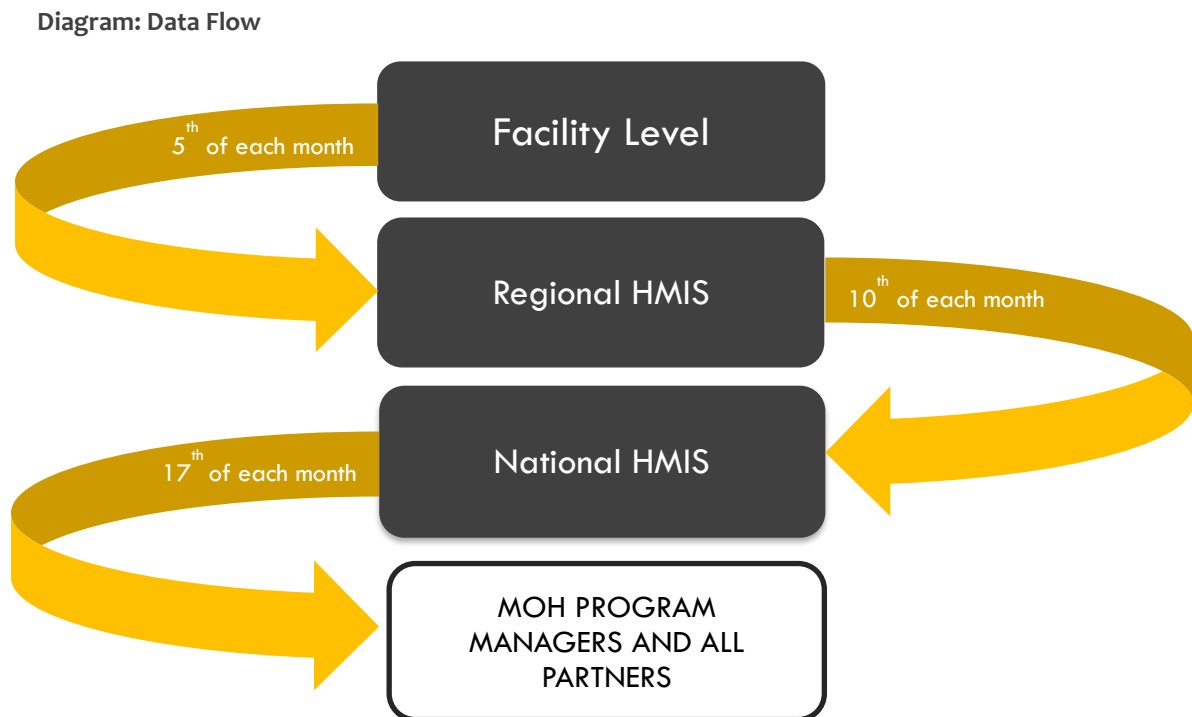 Diagram: Data Flow
Facility Level
5th of each month
Regional HMIS
10th of each month
National HMIS
17th of each month
MOH PROGRAM
MANAGERS AND ALL
PARTNERS